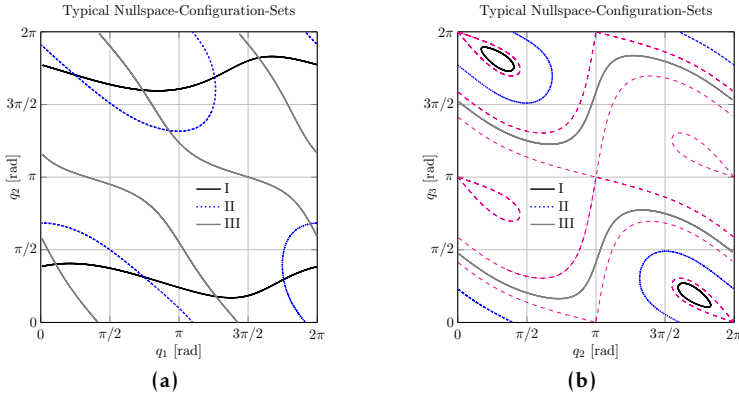 Typical Nullspace-Configuration-Sets
2π
3π/2
π
π/2
0
q₂ [rad]
I
II
III
0 π/2 π 3π/2 2π
q₁ [rad]
(a)
Typical Nullspace-Configuration-Sets
2π
3π/2
π
π/2
0
q₃ [rad]
I
II
III
0 π/2 π 3π/2 2π
q₂ [rad]
(b)